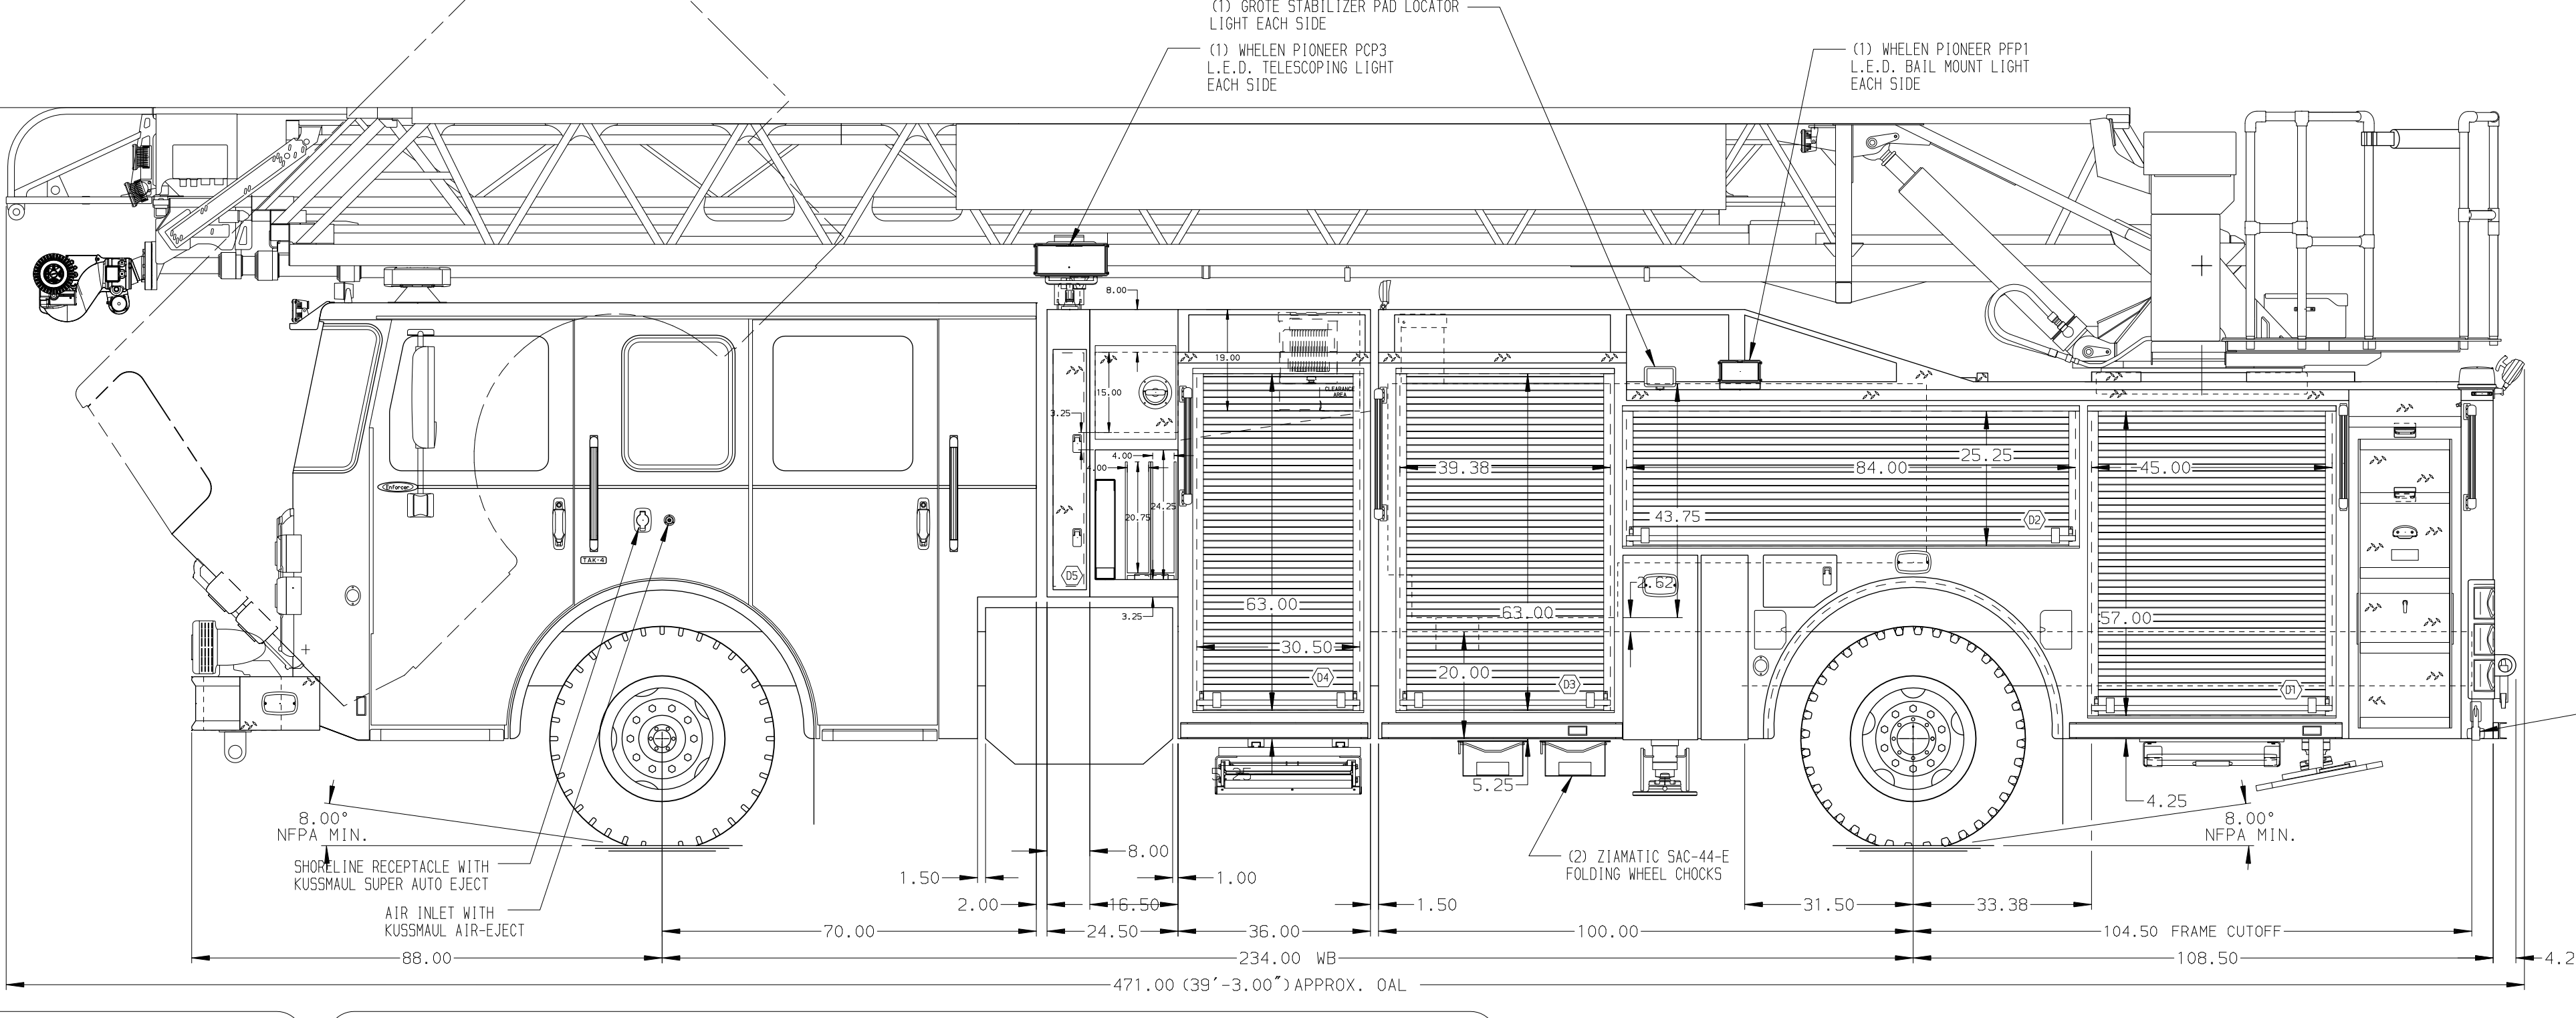 (1) GROTE STABILIZER PAD LOCATOR
LIGHT EACH SIDE
(1) WHELEN PIONEER PCP3
L.E.D. TELESCOPING LIGHT
EACH SIDE
(1) WHELEN PIONEER PFP1
L.E.D. BAIL MOUNT LIGHT
EACH SIDE
8.00
19.00
15.00
CLEARANCE
AREA
3.25
4.00
4.00
39.38
84.00
25.25
45.00
Enforcer
20.75
24.25
43.75
D2
TAK-4
D5
2.62
63.00
63.00
57.00
3.25
30.50
20.00
D4
D3
D1
5.25
4.25
8.00°
NFPA MIN.
8.00°
NFPA MIN.
SHORELINE RECEPTACLE WITH
KUSSMAUL SUPER AUTO EJECT
AIR INLET WITH
KUSSMAUL AIR-EJECT
(2) ZIAMATIC SAC-44-E
FOLDING WHEEL CHOCKS
8.00
1.50
1.00
2.00
16.50
1.50
31.50
33.38
70.00
24.50
36.00
100.00
104.50 FRAME CUTOFF
88.00
234.00 WB
108.50
4.2
471.00 (39'-3.00") APPROX. OAL